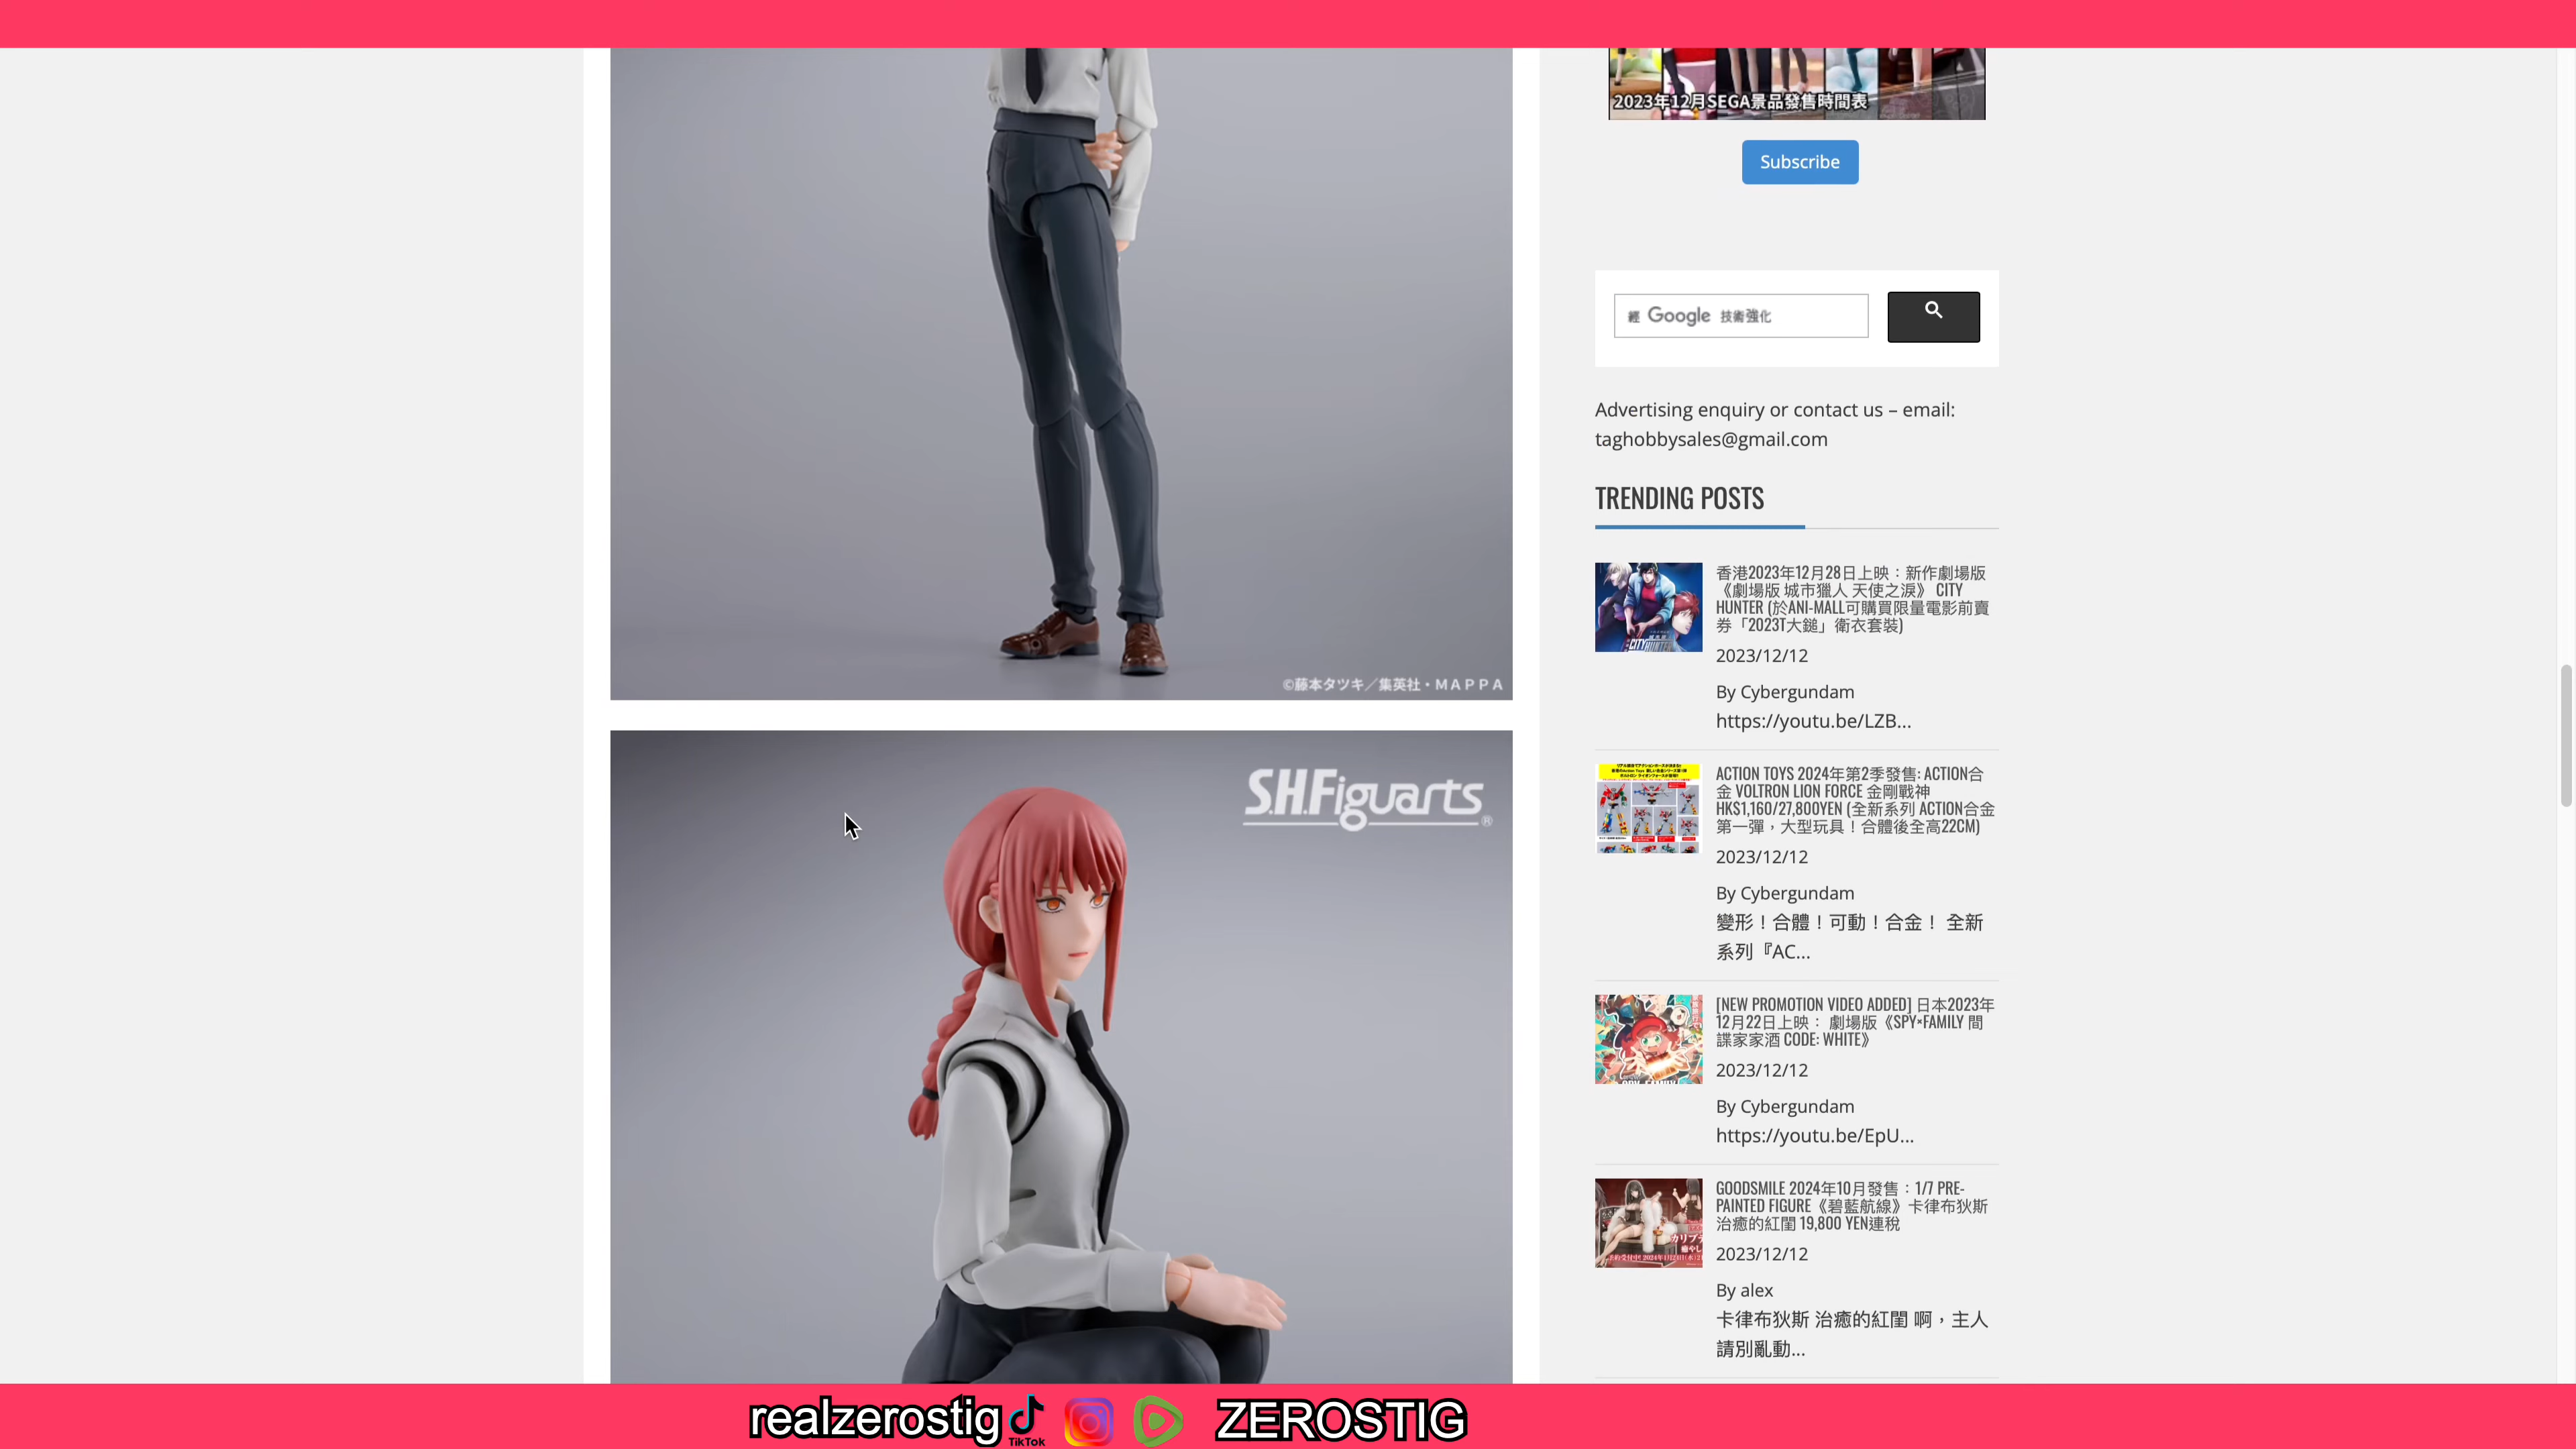 2023年12月SEGA景品發售時間表
Subscribe
經 Google 技術強化
Advertising enquiry or contact us – email:
taghobbysales@gmail.com
TRENDING POSTS
香港2023年12月28日上映：新作劇場版
《劇場版 城市獵人 天使之淚》 CITY
HUNTER (於ANI-MALL可購買限量電影前賣
券「2023T大鎚」衛衣套裝)
2023/12/12
By Cybergundam
https://youtu.be/LZB...
ACTION TOYS 2024年第2季發售: ACTION合
金 VOLTRON LION FORCE 金剛戰神
HK$1,160/27,800YEN (全新系列 ACTION合金
第一彈，大型玩具！合體後全高22CM)
2023/12/12
By Cybergundam
變形！合體！可動！合金！ 全新
系列『AC...
[NEW PROMOTION VIDEO ADDED] 日本2023年
12月22日上映： 劇場版《SPY×FAMILY 間
諜家家酒 CODE: WHITE》
2023/12/12
By Cybergundam
https://youtu.be/EpU...
GOODSMILE 2024年10月發售：1/7 PRE-
PAINTED FIGURE《碧藍航線》卡律布狄斯
治癒的紅閨 19,800 YEN連稅
2023/12/12
By alex
卡律布狄斯 治癒的紅閨 啊，主人
請別亂動...
©藤本タツキ／集英社・MAPPA
S.H.Figuarts®
realzerostig
TikTok
ZEROSTIG